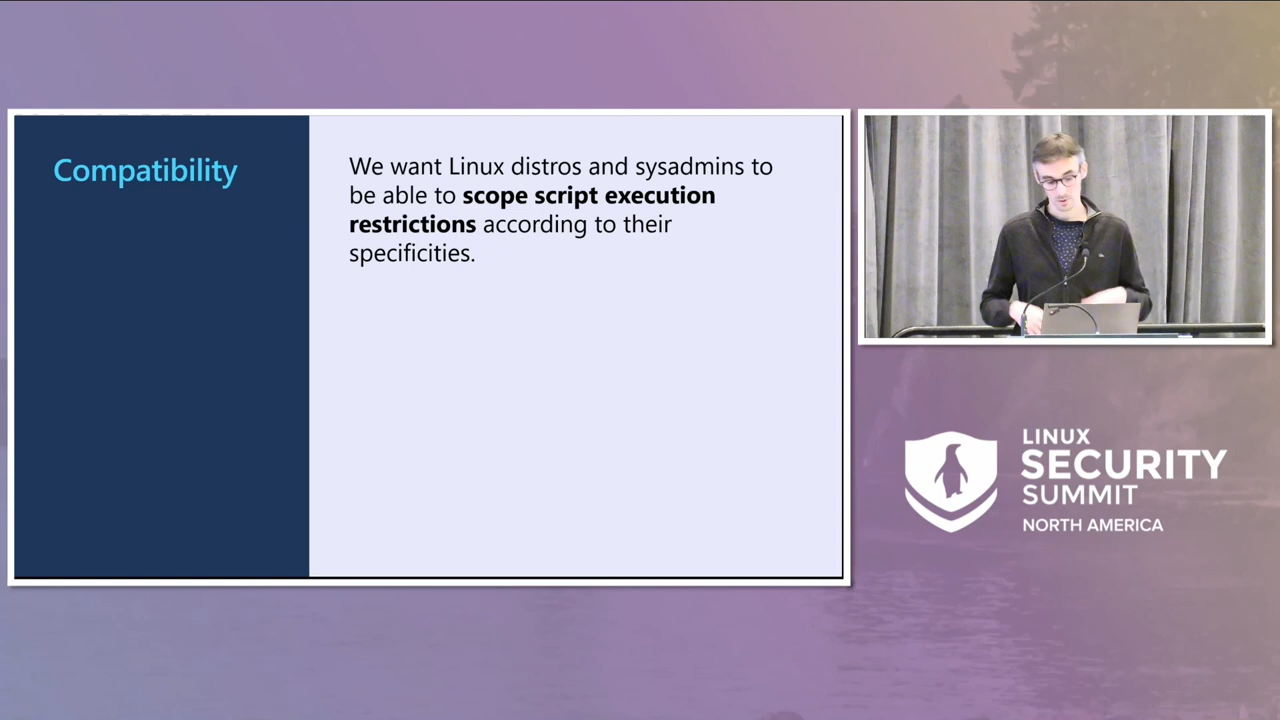 Compatibility
We want Linux distros and sysadmins to
be able to scope script execution
restrictions according to their
specificities.
LINUX
SECURITY
SUMMIT
NORTH AMERICA